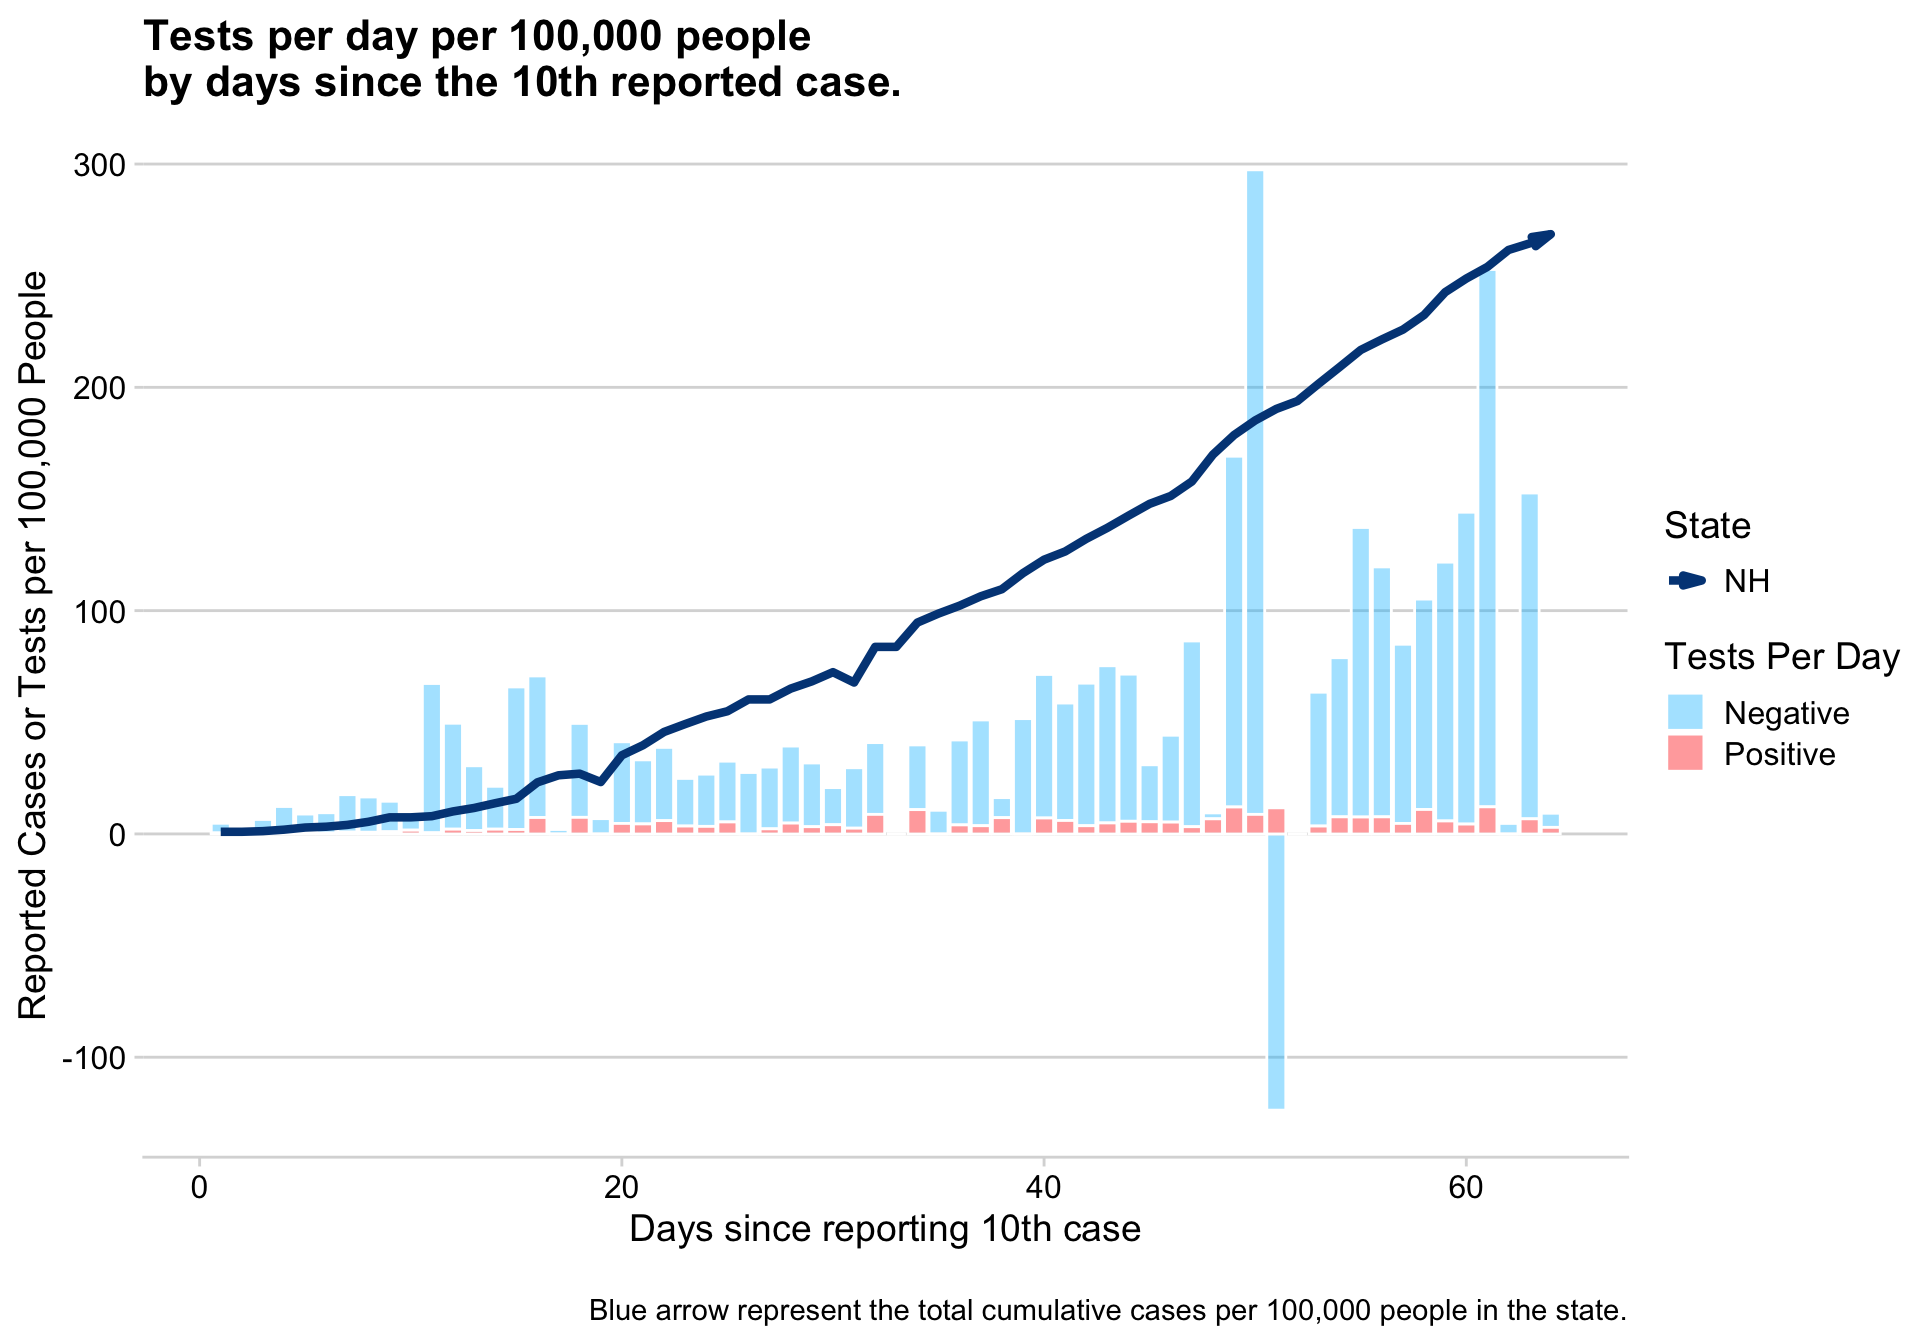 Tests per day per 100,000 people
by days since the 10th reported case.
Reported Cases or Tests per 100,000 People
300
200
100
0
-100
0
20
40
60
Days since reporting 10th case
State
NH
Tests Per Day
Negative
Positive
Blue arrow represent the total cumulative cases per 100,000 people in the state.